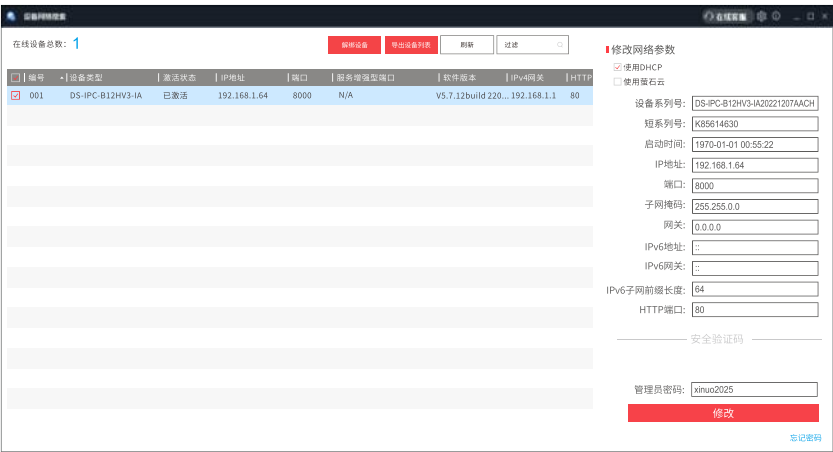 设备网络搜索
在线客服
在线设备总数： 1
解绑设备 导出设备列表 刷新 过滤
编号 设备类型 激活状态 IP地址 端口 服务增强型端口 软件版本 IPv4网关 HTTP
001 DS-IPC-B12HV3-IA 已激活 192.168.1.64 8000 N/A V5.7.12build 220... 192.168.1.1 80
修改网络参数
使用DHCP
使用萤石云
设备系列号: DS-IPC-B12HV3-IA20221207AACH
短系列号: K85614630
启动时间: 1970-01-01 00:55:22
IP地址: 192.168.1.64
端口: 8000
子网掩码: 255.255.0.0
网关: 0.0.0.0
IPv6地址: ::
IPv6网关: ::
IPv6子网前缀长度: 64
HTTP端口: 80
安全验证码
管理员密码: xinuo2025
修改
忘记密码